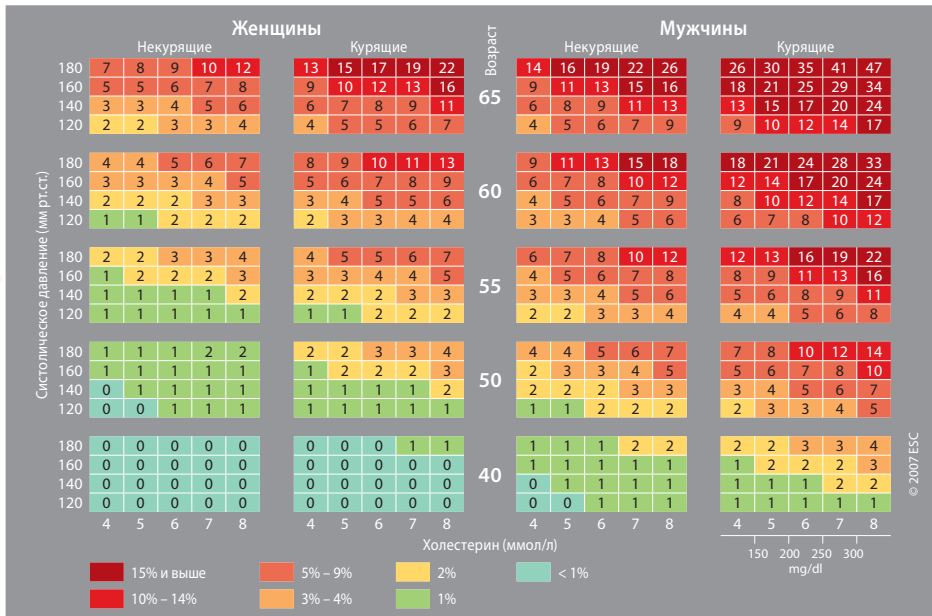 Женщины Мужчины
Некурящие Курящие Возраст Некурящие Курящие
Систолическое давление (мм рт.ст.)
180 7 8 9 10 12 13 15 17 19 22 14 16 19 22 26 26 30 35 41 47
160 5 5 6 7 8 9 10 12 13 16 9 11 13 15 16 18 21 25 29 34
65
140 3 3 4 5 6 6 7 8 9 11 6 8 9 11 13 13 15 17 20 24
120 2 2 3 3 4 4 5 5 6 7 4 5 6 7 9 9 10 12 14 17
180 4 4 5 6 7 8 9 10 11 13 9 11 13 15 18 18 21 24 28 33
160 3 3 3 4 5 5 6 7 8 9 6 7 8 10 12 12 14 17 20 24
60
140 2 2 2 3 3 3 4 5 5 6 4 5 6 7 9 8 10 12 14 17
120 1 1 2 2 2 2 3 3 4 4 3 3 4 5 6 6 7 8 10 12
180 2 2 3 3 4 4 5 5 6 7 6 7 8 10 12 12 13 16 19 22
160 1 2 2 2 3 3 3 4 4 5 4 5 6 7 8 8 9 11 13 16
55
140 1 1 1 1 2 2 2 2 3 3 3 3 4 5 6 5 6 8 9 11
120 1 1 1 1 1 1 1 2 2 2 2 2 3 3 4 4 4 5 6 8
180 1 1 1 2 2 2 2 3 3 4 4 4 5 6 7 7 8 10 12 14
160 1 1 1 1 1 1 2 2 2 3 2 3 3 4 5 5 6 7 8 10
50
140 0 1 1 1 1 1 1 1 1 2 2 2 2 3 3 3 4 5 6 7
120 0 0 1 1 1 1 1 1 1 1 1 1 2 2 2 2 3 3 4 5
180 0 0 0 0 0 0 0 0 1 1 1 1 1 2 2 2 2 3 3 4
160 0 0 0 0 0 0 0 0 0 0 1 1 1 1 1 1 2 2 2 3
40
140 0 0 0 0 0 0 0 0 0 0 0 1 1 1 1 1 1 1 2 2
120 0 0 0 0 0 0 0 0 0 0 0 0 1 1 1 1 1 1 1 1
4 5 6 7 8 4 5 6 7 8 4 5 6 7 8 4 5 6 7 8
Холестерин (ммол/л)
150 200 250 300
mg/dl
15% и выше 5% – 9% 2% < 1%
10% – 14% 3% – 4% 1%
© 2007 ESC